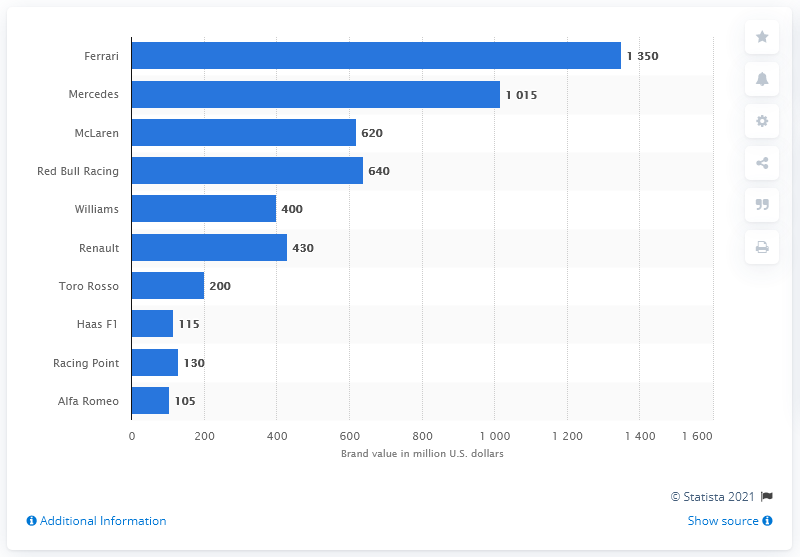 Ferrari 1 350
Mercedes 1 015
McLaren 620
Red Bull Racing 640
Williams 400
Renault 430
Toro Rosso 200
Haas F1 115
Racing Point 130
Alfa Romeo 105
0 200 400 600 800 1 000 1 200 1 400 1 600
Brand value in million U.S. dollars
© Statista 2021
Additional Information Show source